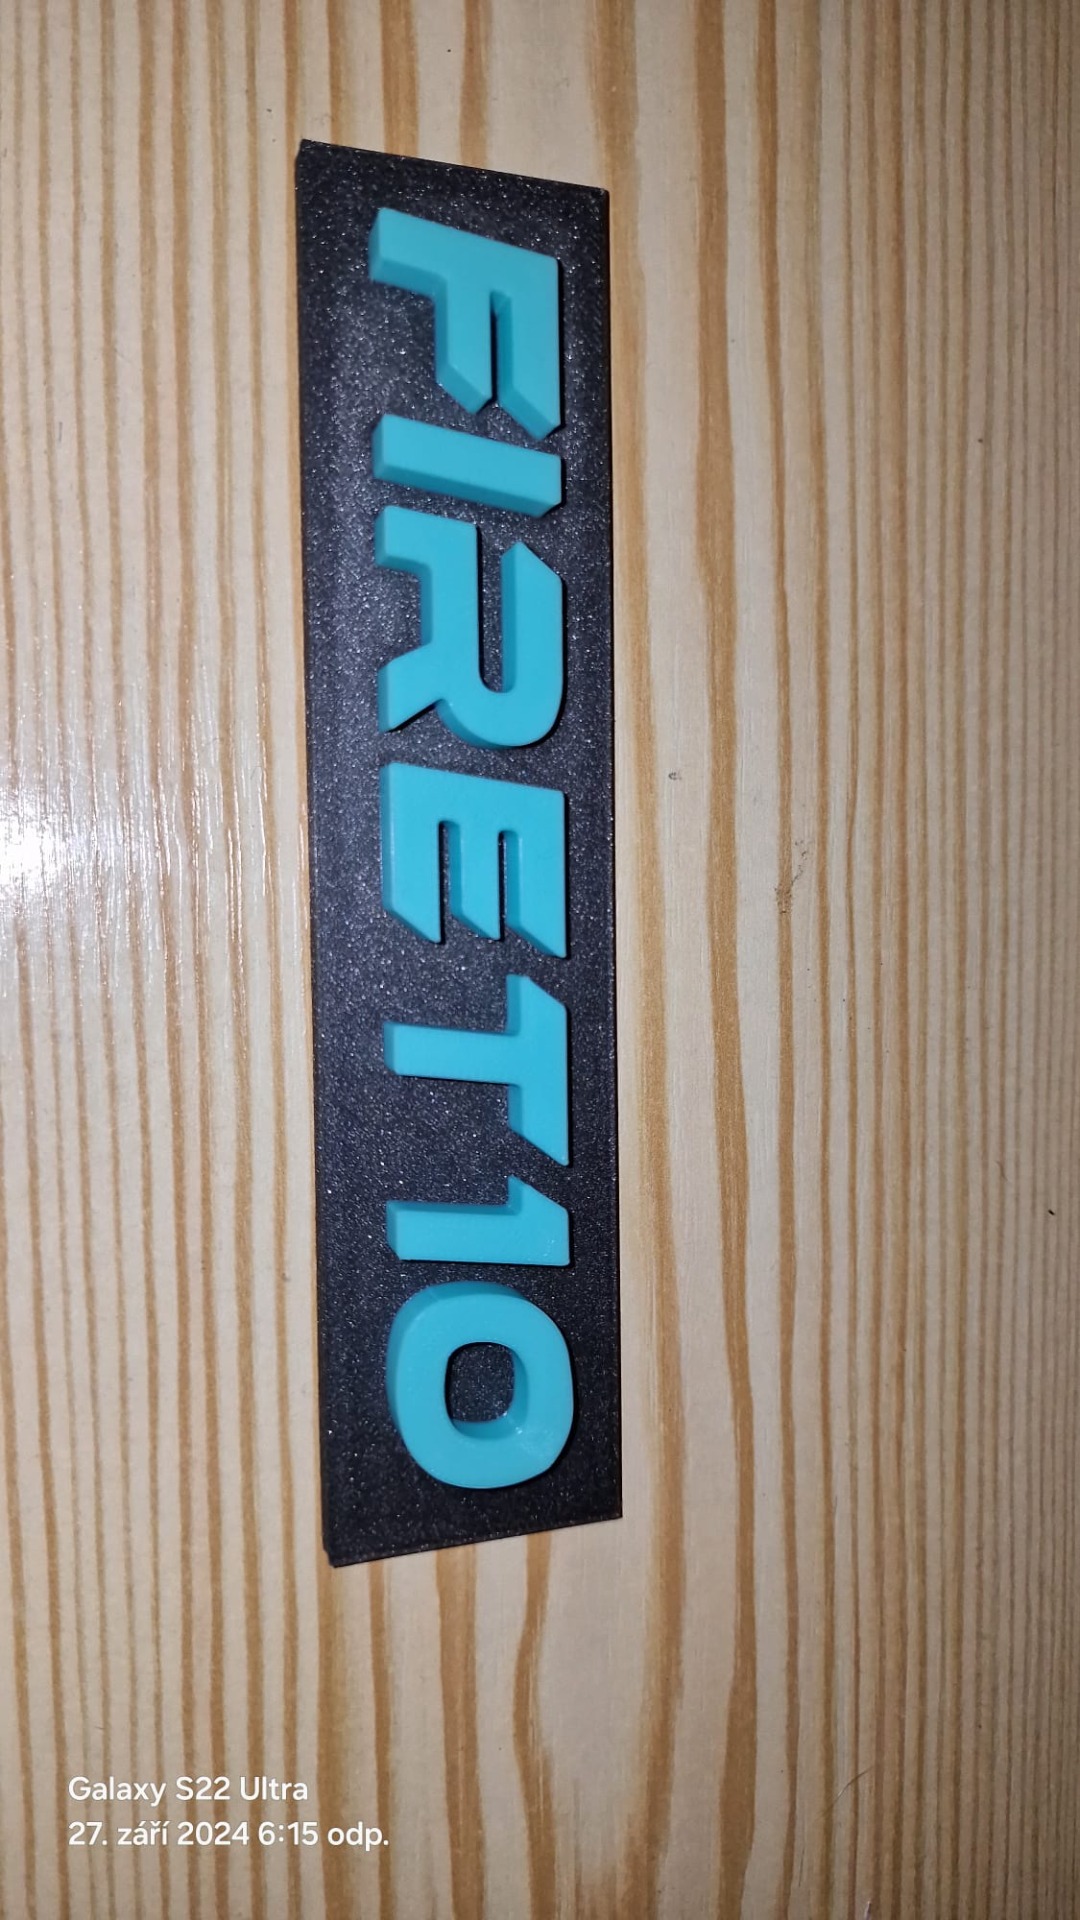 FIRET10
Galaxy S22 Ultra
27. září 2024 6:15 odp.